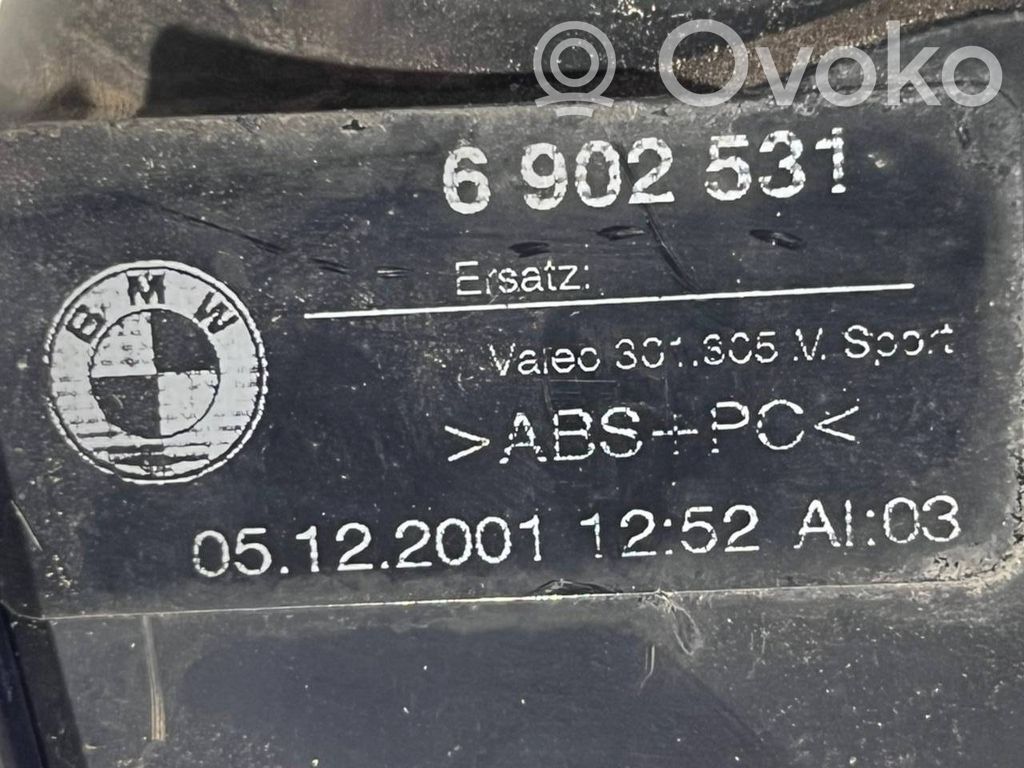 Ovoko
6 902 531
Ersatz:
BMW
Valeo 301.305 .V. Sport
>ABS+PC<
05.12.2001 12:52 AI:03